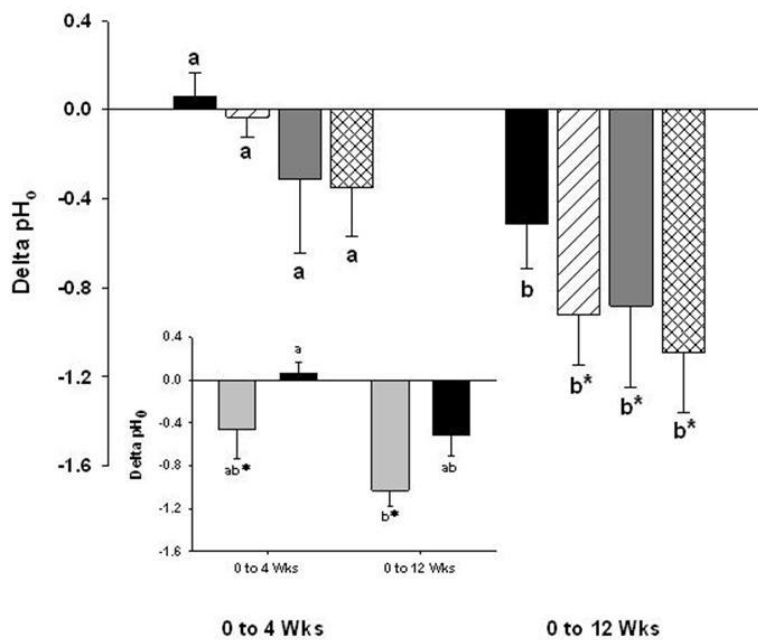 0.4
a
0.0
a
-0.4
a
a
Delta pH0
b
-0.8
b*
b*
b*
-1.2
-1.6
0.4
a
0.0
-0.4
Delta pH0
ab*
ab
-0.8
b*
-1.2
-1.6
0 to 4 Wks
0 to 12 Wks
0 to 4 Wks
0 to 12 Wks